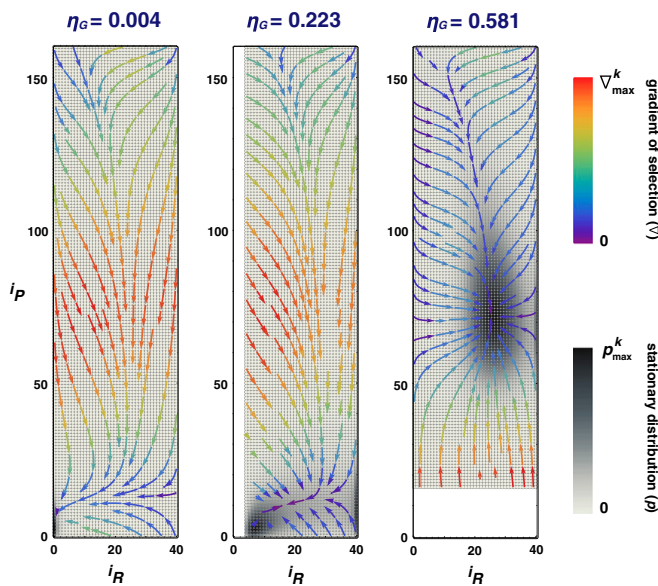 ηG = 0.004
ηG = 0.223
ηG = 0.581
150
100
50
0
iP
0
20
40
iR
150
100
50
0
0
20
40
iR
150
100
50
0
0
20
40
iR
∇kmax
0
gradient of selection (∇)
pkmax
0
stationary distribution (p)